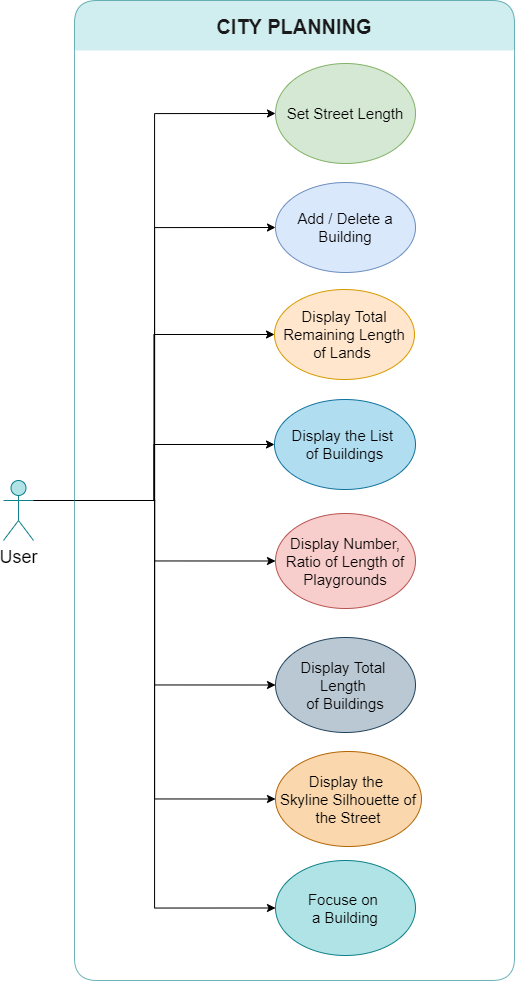 CITY PLANNING
Set Street Length
Add / Delete a
Building
Display Total
Remaining Length
of Lands
Display the List
of Buildings
User
Display Number,
Ratio of Length of
Playgrounds
Display Total
Length
of Buildings
Display the
Skyline Silhouette of
the Street
Focuse on
a Building